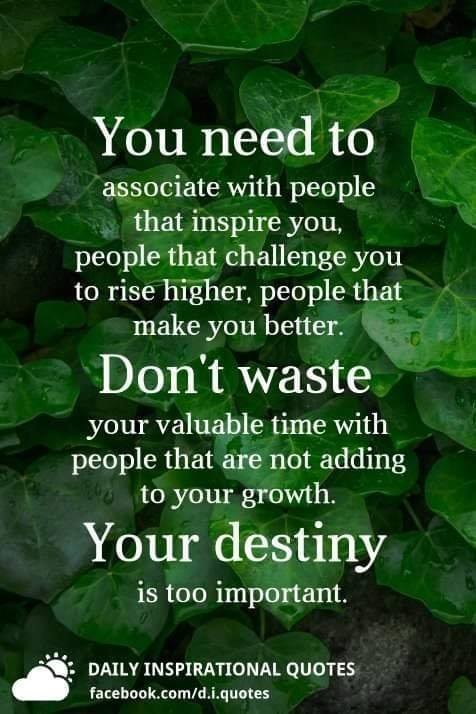 You need to
associate with people
that inspire you,
people that challenge you
to rise higher, people that
make you better.
Don't waste
your valuable time with
people that are not adding
to your growth.
Your destiny
is too important.
DAILY INSPIRATIONAL QUOTES
facebook.com/d.i.quotes